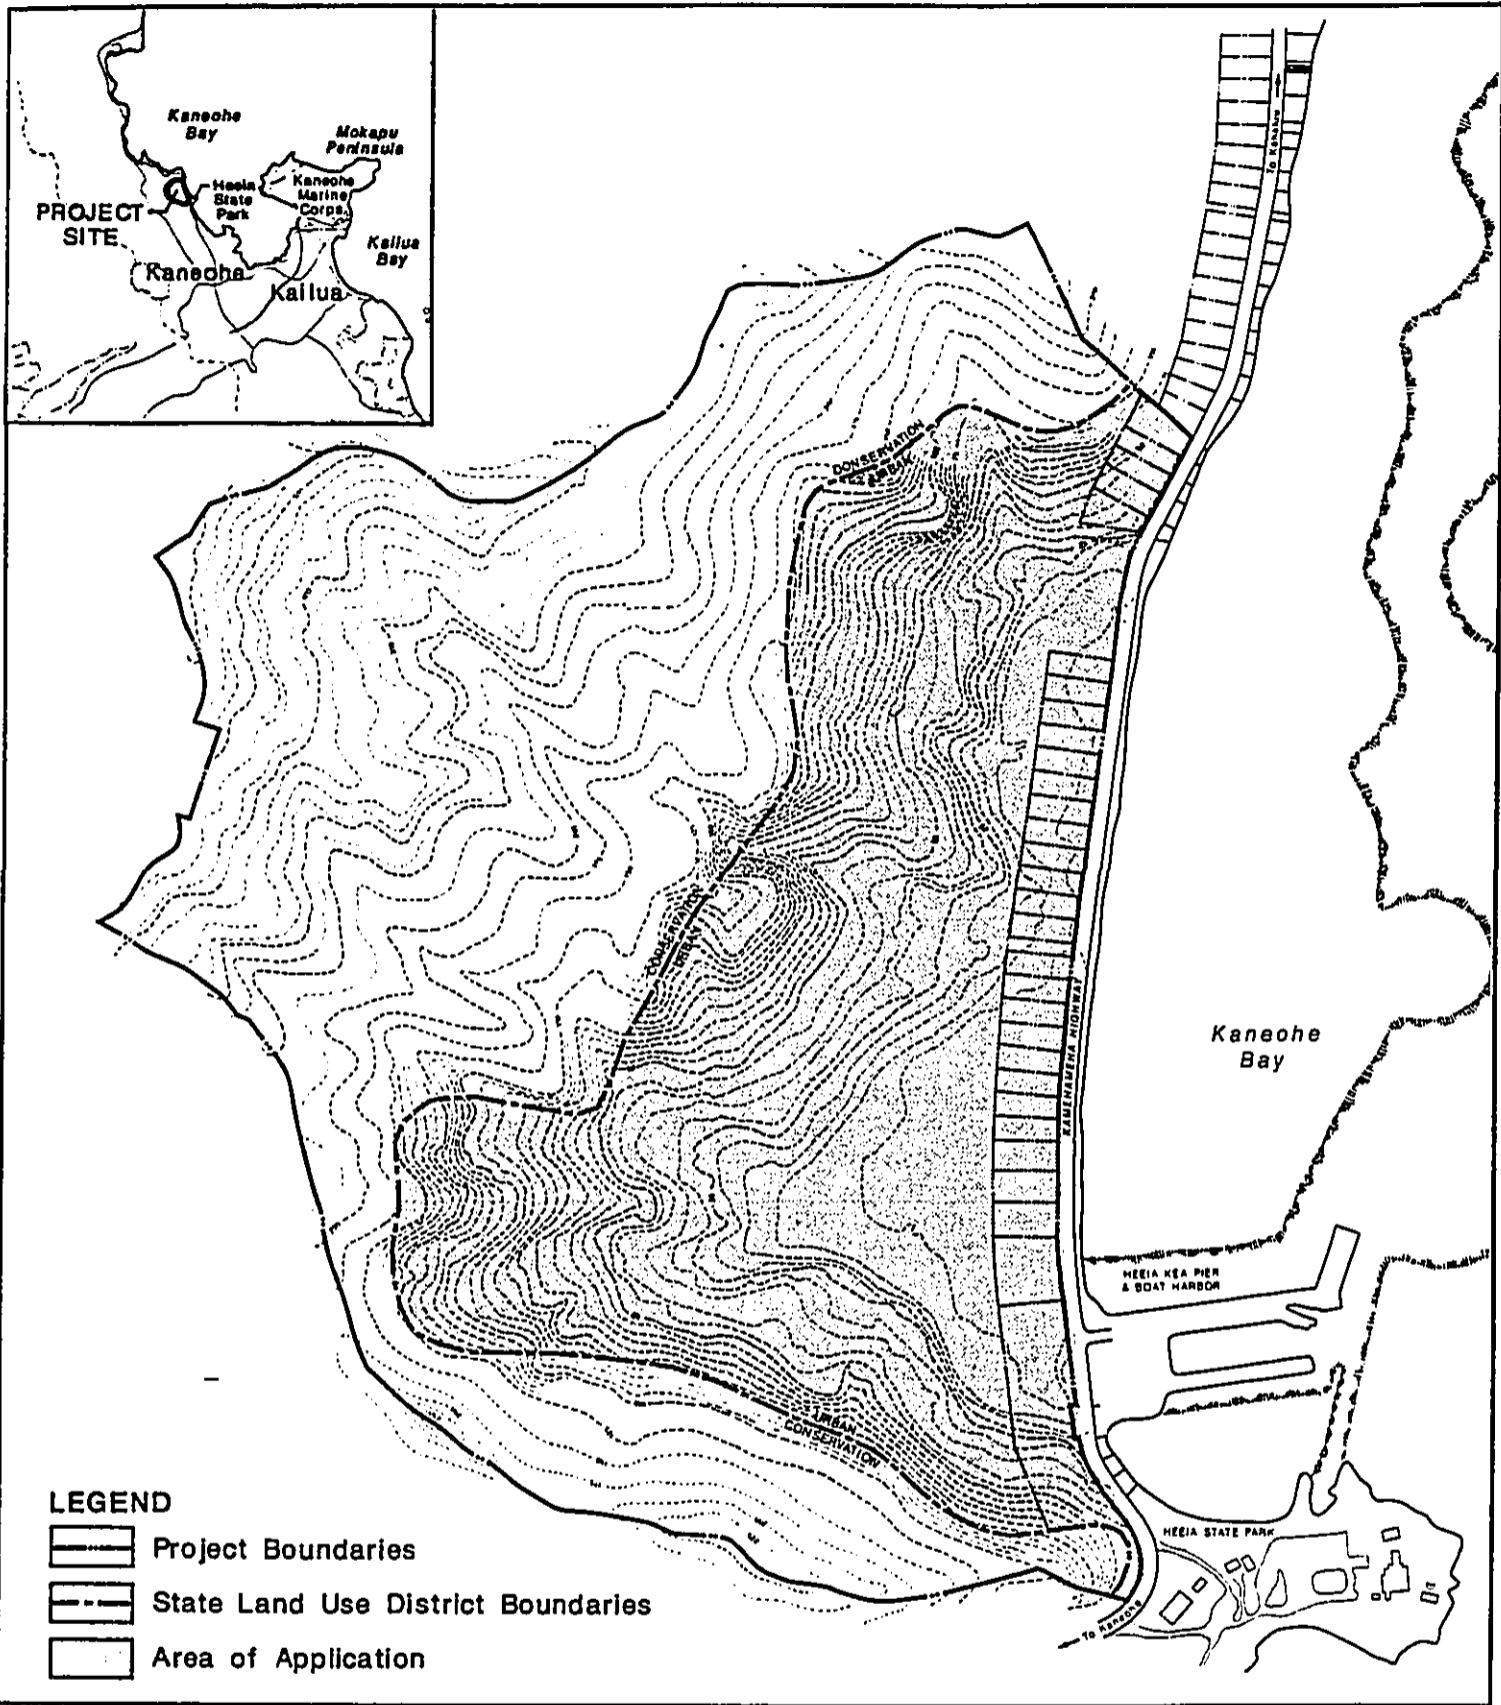 Kaneohe
Bay
Mokapu
Peninsula
Heeia
State
Park
Kaneohe
Marine
Corps
PROJECT
SITE
Kailua
Bay
Kaneohe
Kailua
CONSERVATION
URBAN
CONSERVATION
URBAN
KAMEHAMEHA HIGHWAY
Kaneohe
Bay
HEEIA KEA PIER
& BOAT HARBOR
URBAN
CONSERVATION
HEEIA STATE PARK
To Kaneohe
LEGEND
Project Boundaries
State Land Use District Boundaries
Area of Application